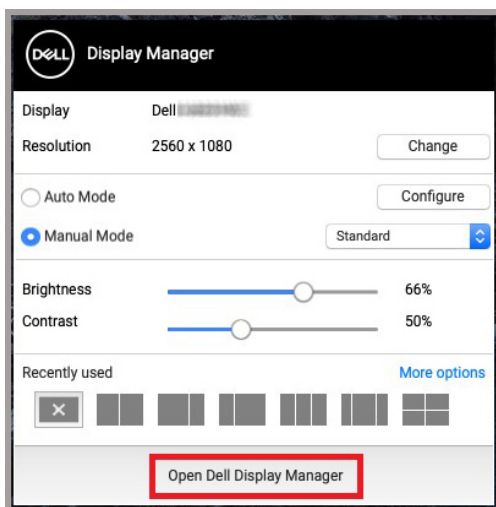 DELL Display Manager
Display Dell
Resolution 2560 x 1080 Change
Auto Mode Configure
Manual Mode Standard
Brightness 66%
Contrast 50%
Recently used More options
Open Dell Display Manager